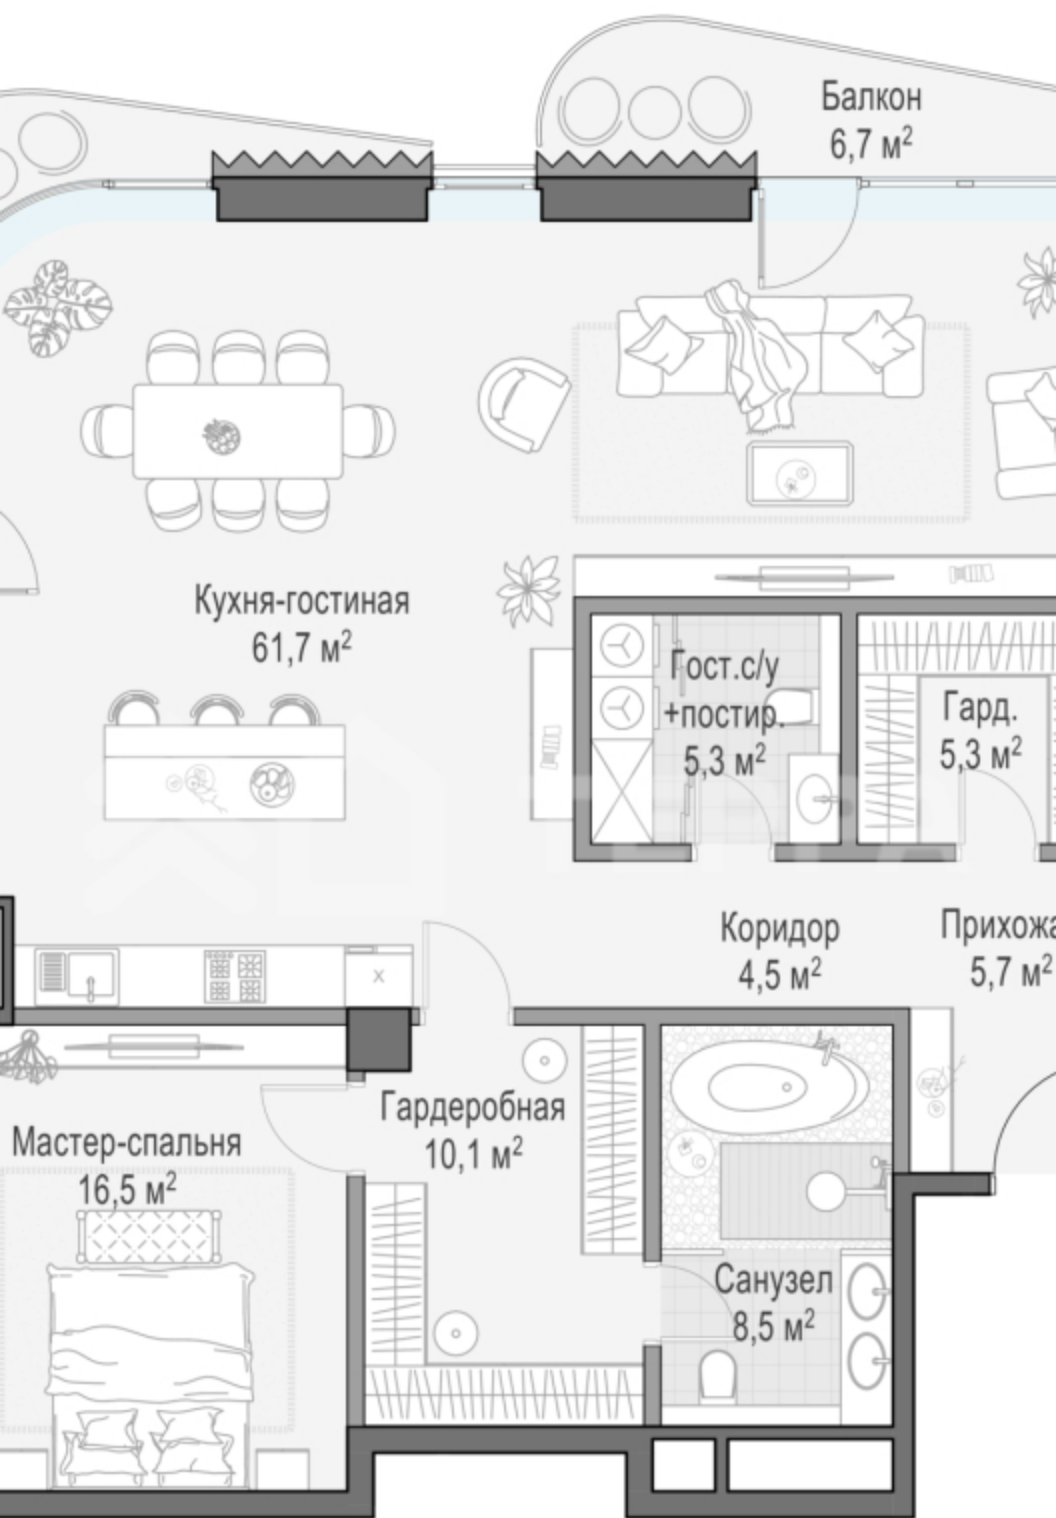 Балкон
6,7 м²
Кухня-гостиная
61,7 м²
Гост.с/у
+постир.
5,3 м²
Гард.
5,3 м²
Коридор
4,5 м²
Прихожа
5,7 м²
X
Гардеробная
10,1 м²
Мастер-спальня
16,5 м²
Санузел
8,5 м²